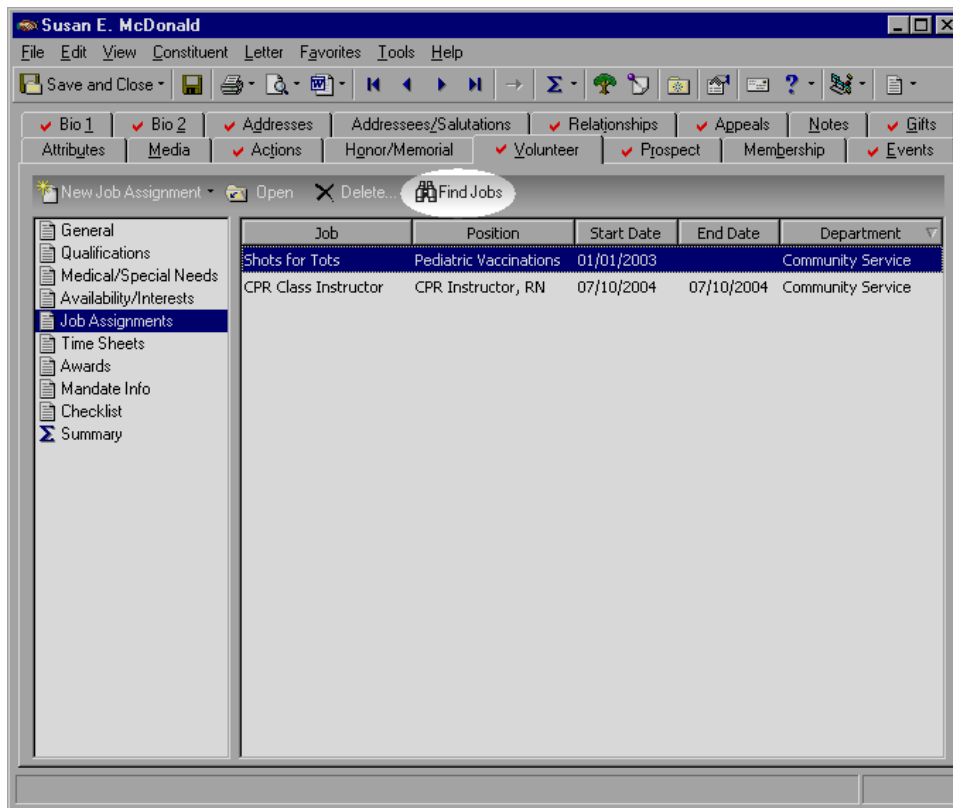 Susan E. McDonald
File Edit View Constituent Letter Favorites Tools Help
Save and Close
Bio 1 Bio 2 Addresses Addressees/Salutations Relationships Appeals Notes Gifts
Attributes Media Actions Honor/Memorial Volunteer Prospect Membership Events
New Job Assignment Open Delete... Find Jobs
General
Qualifications
Medical/Special Needs
Availability/Interests
Job Assignments
Time Sheets
Awards
Mandate Info
Checklist
Summary
Job Position Start Date End Date Department
Shots for Tots Pediatric Vaccinations 01/01/2003 Community Service
CPR Class Instructor CPR Instructor, RN 07/10/2004 07/10/2004 Community Service